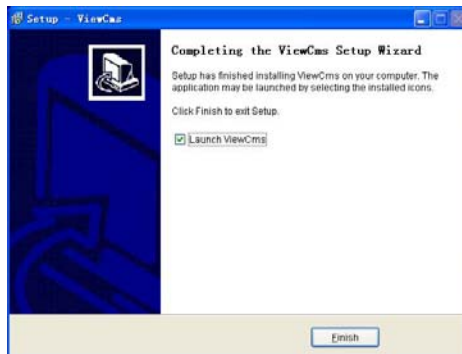 Setup - ViewCms
Completing the ViewCms Setup Wizard
Setup has finished installing ViewCms on your computer. The
application may be launched by selecting the installed icons.
Click Finish to exit Setup.
Launch ViewCms
Finish